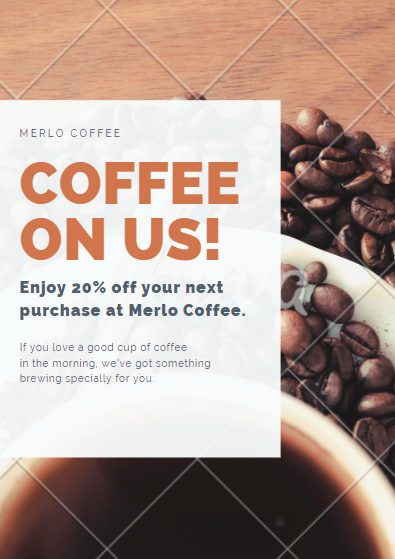 MERLO COFFEE
COFFEE
ON US!
Enjoy 20% off your next
purchase at Merlo Coffee.
If you love a good cup of coffee
in the morning, we've got something
brewing specially for you.